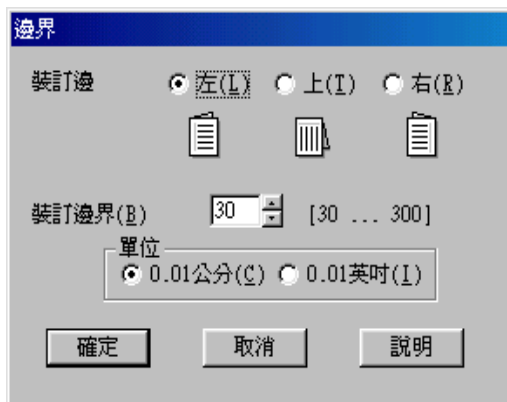 邊界
裝訂邊 左(L) 上(T) 右(R)
裝訂邊界(B) 30 [30 ... 300]
單位
0.01公分(C) 0.01英吋(I)
確定 取消 說明